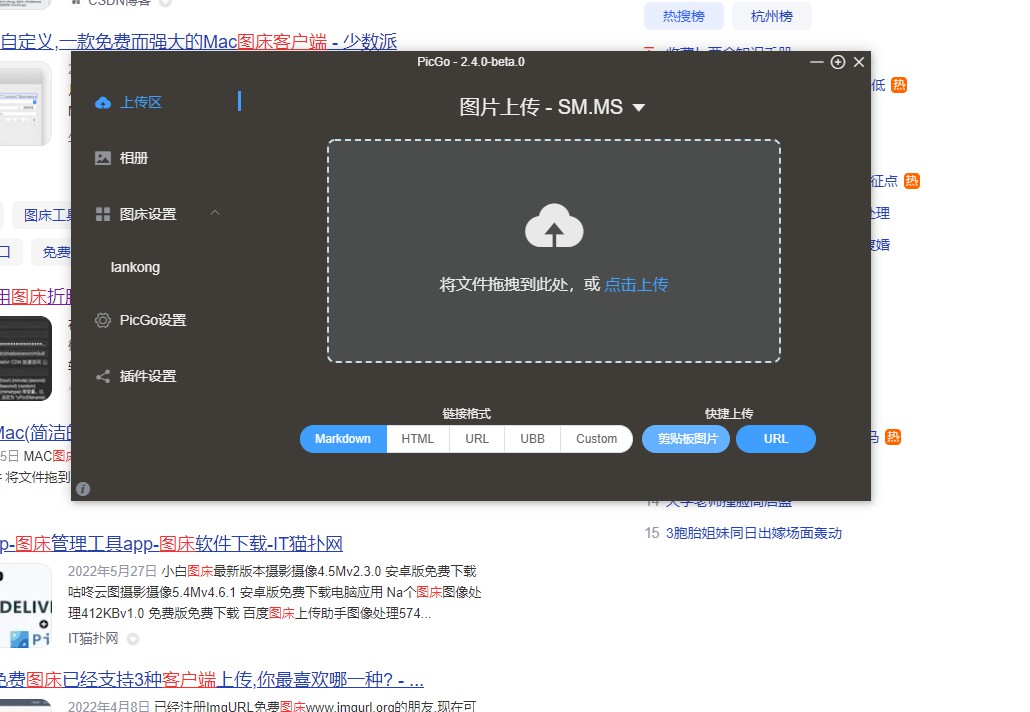 CSDN博客
自定义,一款免费而强大的Mac图床客户端 - 少数派
热搜榜
杭州榜
PicGo - 2.4.0-beta.0
上传区
图片上传 - SM.MS
低 热
相册
征点 热
图床工具
图床设置
处理
口
免费
复婚
lankong
将文件拖拽到此处，或 点击上传
用图床折腾
PicGo设置
插件设置
链接格式
快捷上传
Mac(简洁的
Markdown
HTML
URL
UBB
Custom
剪贴板图片
URL
马 热
5日 MAC图床
将文件拖到
14 大学老师撞脸高启盛
15 3胞胎姐妹同日出嫁场面轰动
p-图床管理工具app-图床软件下载-IT猫扑网
2022年5月27日 小白图床最新版本摄影摄像4.5Mv2.3.0 安卓版免费下载
咕咚云图摄影摄像5.4Mv4.6.1 安卓版免费下载电脑应用 Na个图床图像处
理412KBv1.0 免费版免费下载 百度图床上传助手图像处理574...
DELIV
Pi
IT猫扑网
免费图床已经支持3种客户端上传,你最喜欢哪一种? - ...
2022年4月8日 已经注册ImgURL免费图床www.imgurl.org的朋友,现在可